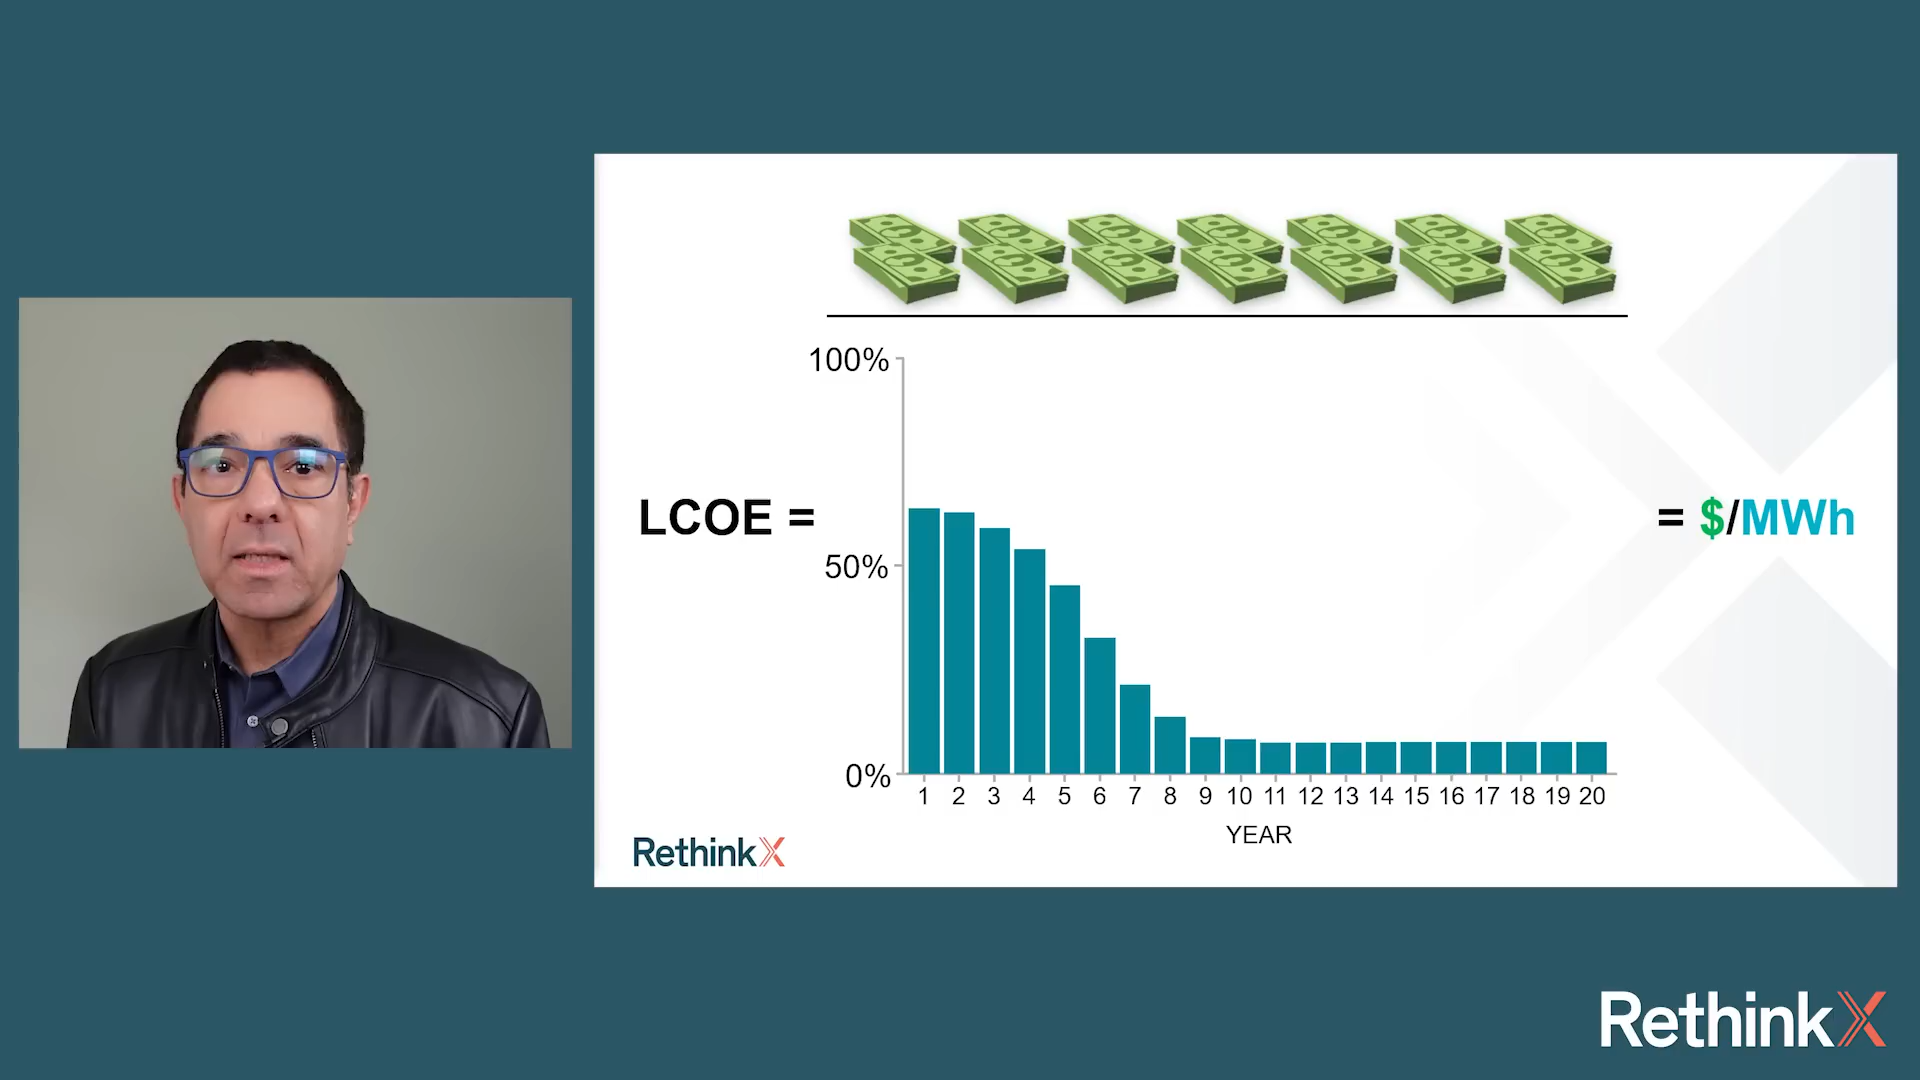 100%
LCOE =
50%
0%
1 2 3 4 5 6 7 8 9 10 11 12 13 14 15 16 17 18 19 20
YEAR
= $/MWh
RethinkX
RethinkX